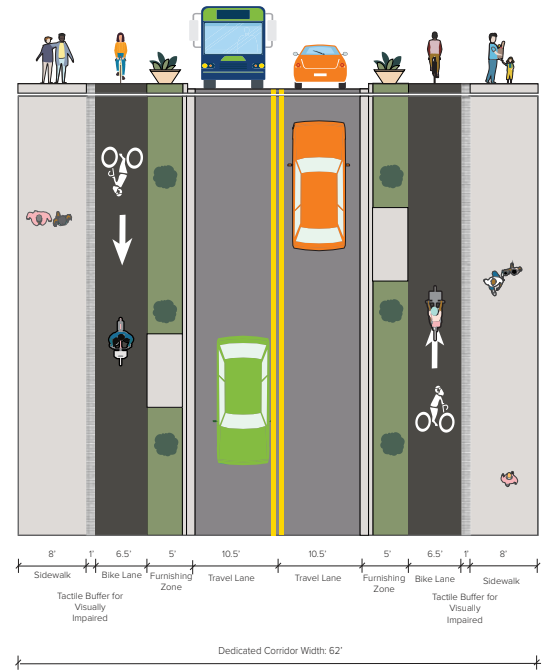 8' 1' 6.5' 5' 10.5' 10.5' 5' 6.5' 1' 8'
Sidewalk Bike Lane Furnishing Zone Travel Lane Travel Lane Furnishing Zone Bike Lane Sidewalk
Tactile Buffer for
Visually
Impaired
Tactile Buffer for
Visually
Impaired
Dedicated Corridor Width: 62'